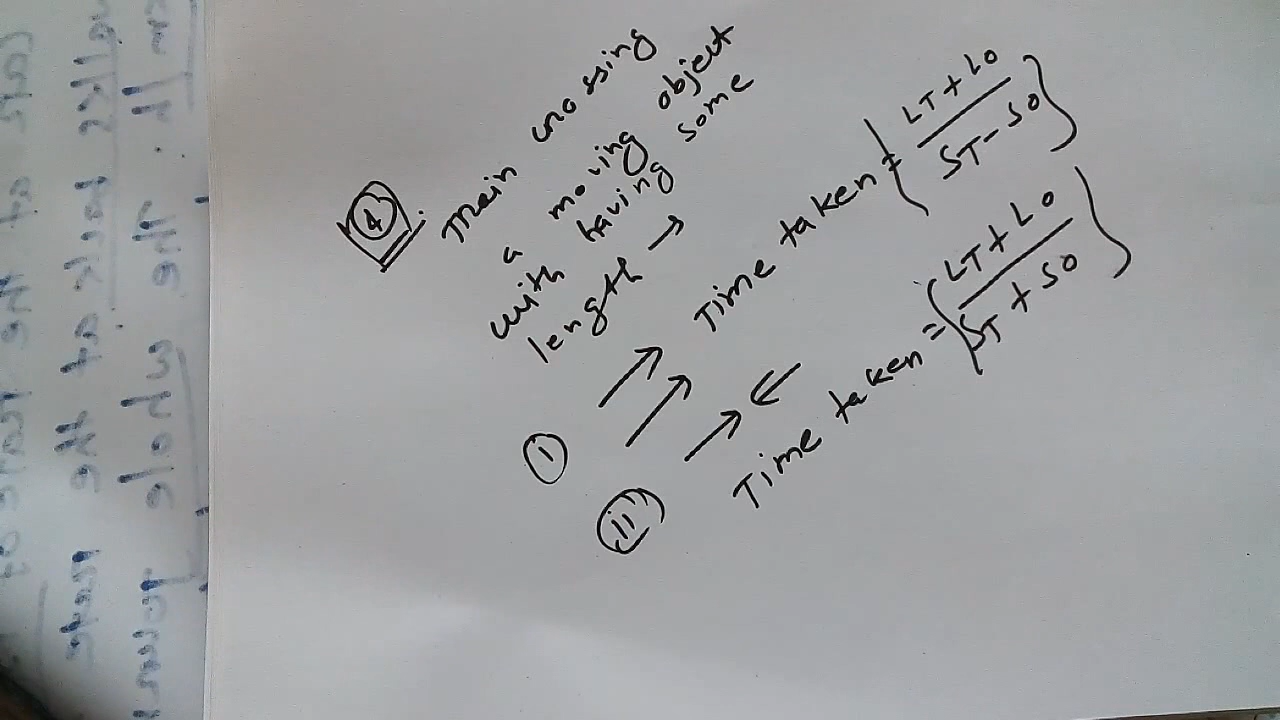 4.
Train crossing
a moving object
with having some
length →
i → → Time taken = { LT + LO / ST - SO }
ii → ← Time taken = { LT + LO / ST + SO }